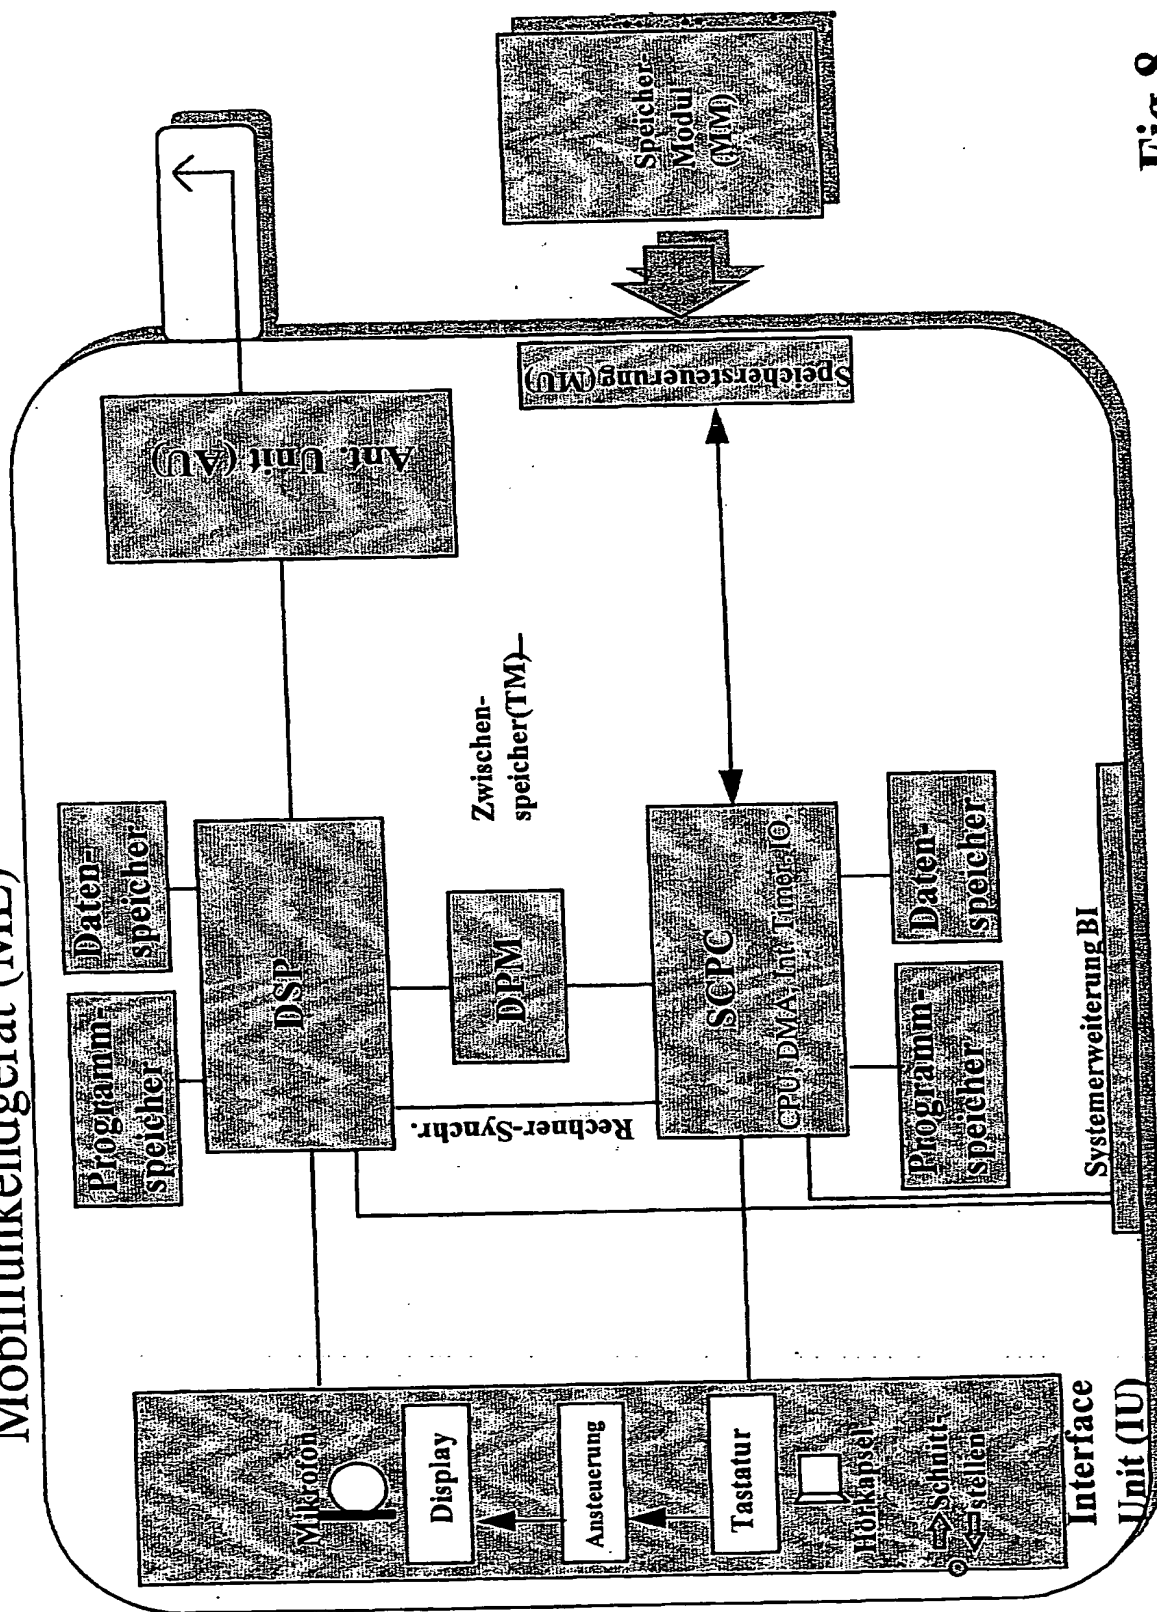 Mobilfunkendgerät (ME)
Programm-
speicher
Daten-
speicher
DSP
Ant. Unit (AU)
Mikrofon
Display
Ansteuerung
Tastatur
Hörkapsel
Schnitt-
stellen
Interface
Unit (IU)
Rechner-Synchr.
DPM
Zwischen-
speicher(TM)
SCPC
CPU, DMA, Int. Timer. IO,
Programm-
speicher
Daten-
speicher
Systemerweiterung BI
Speichersteuerung(MU)
Speicher-
Modul
(MM)
Fig. 8